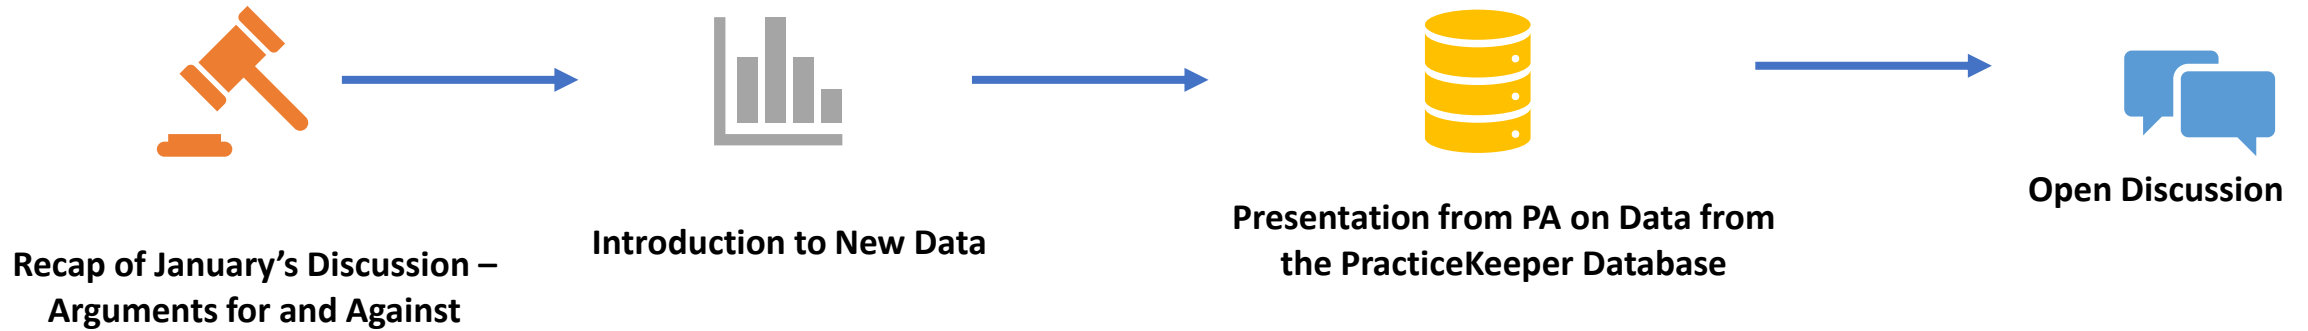 Recap of January’s Discussion –
Arguments for and Against
Introduction to New Data
Presentation from PA on Data from
the PracticeKeeper Database
Open Discussion